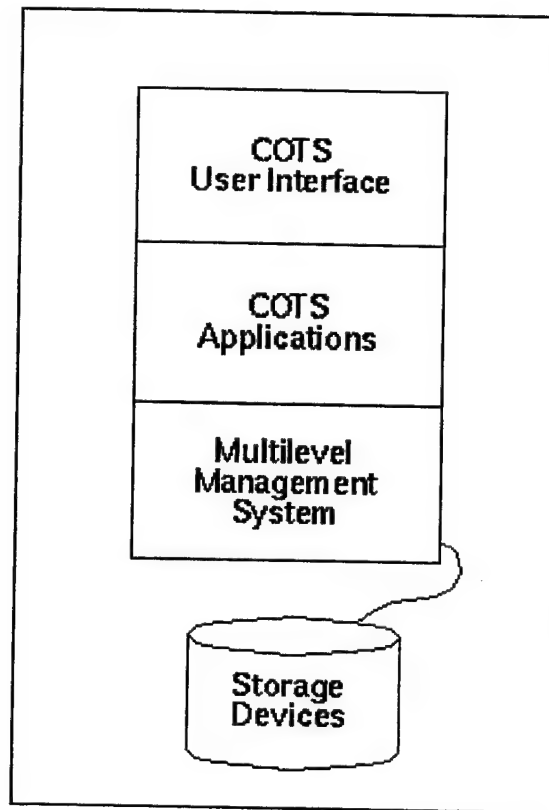 COTS
User Interface
COTS
Applications
Multilevel
Management
System
Storage
Devices